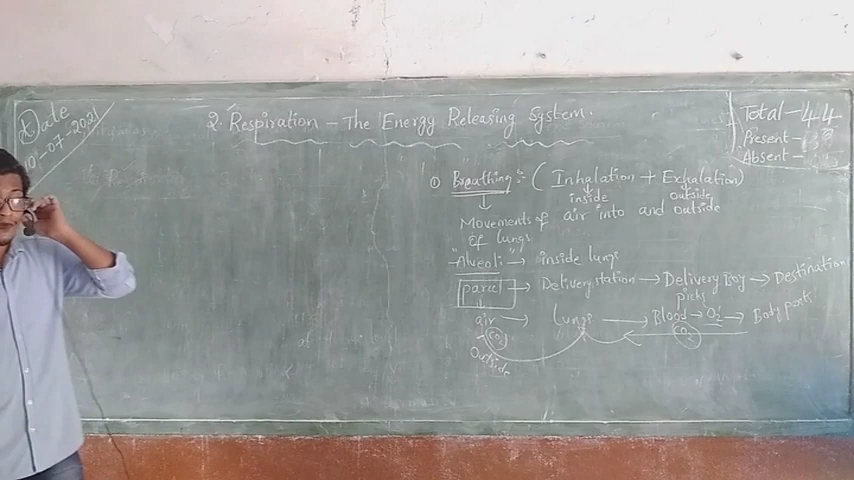 Date
10-07-2021
2. Respiration - The Energy Releasing System.
Total - 44
Present -
Absent -
① Breathing :- ( Inhalation + Exhalation)
inside outside
Movements of air into and outside
of lungs
"Alveoli" → inside lungs
parcel → Delivery station → Delivery Boy → Destination
picks
air → Lungs → Blood → O2 → Body parts
CO2 CO2
Outside